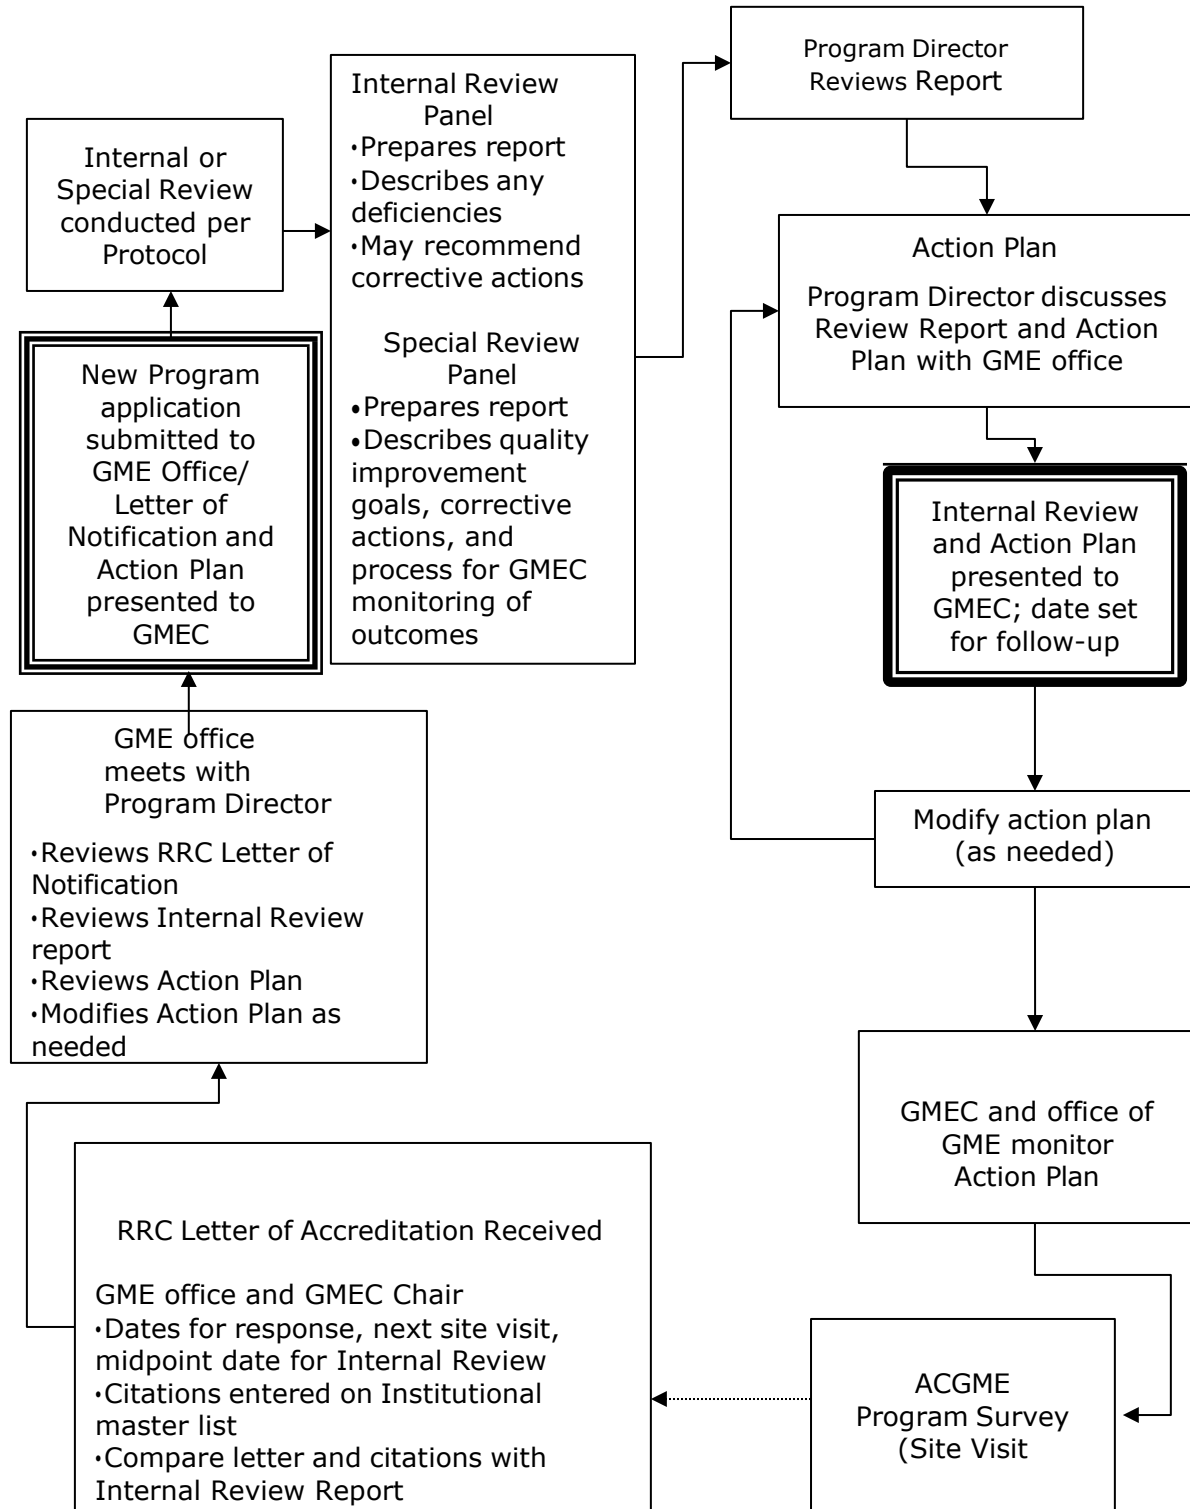 Program Director
Reviews Report
Internal Review
Panel
·Prepares report
·Describes any
deficiencies
·May recommend
corrective actions
Special Review
Panel
•Prepares report
•Describes quality
improvement
goals, corrective
actions, and
process for GMEC
monitoring of
outcomes
Internal or
Special Review
conducted per
Protocol
Action Plan
Program Director discusses
Review Report and Action
Plan with GME office
New Program
application
submitted to
GME Office/
Letter of
Notification and
Action Plan
presented to
GMEC
Internal Review
and Action Plan
presented to
GMEC; date set
for follow-up
GME office
meets with
Program Director
·Reviews RRC Letter of
Notification
·Reviews Internal Review
report
·Reviews Action Plan
·Modifies Action Plan as
needed
Modify action plan
(as needed)
GMEC and office of
GME monitor
Action Plan
RRC Letter of Accreditation Received
GME office and GMEC Chair
·Dates for response, next site visit,
midpoint date for Internal Review
·Citations entered on Institutional
master list
·Compare letter and citations with
Internal Review Report
ACGME
Program Survey
(Site Visit